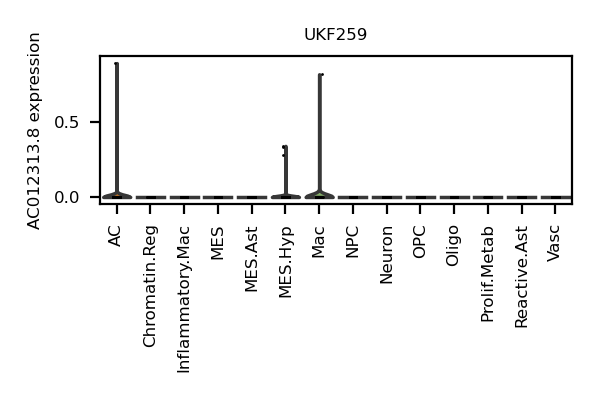 UKF259
AC012313.8 expression
0.5
0.0
AC
Chromatin.Reg
Inflammatory.Mac
MES
MES.Ast
MES.Hyp
Mac
NPC
Neuron
OPC
Oligo
Prolif.Metab
Reactive.Ast
Vasc